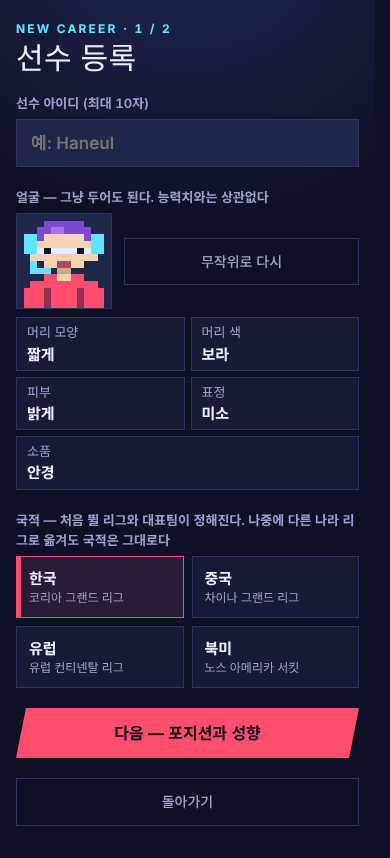 NEW CAREER · 1 / 2
선수 등록
선수 아이디 (최대 10자)
예: Haneul
얼굴 — 그냥 두어도 된다. 능력치와는 상관없다
무작위로 다시
머리 모양
짧게
머리 색
보라
피부
밝게
표정
미소
소품
안경
국적 — 처음 뛸 리그와 대표팀이 정해진다. 나중에 다른 나라 리
그로 옮겨도 국적은 그대로다
한국
코리아 그랜드 리그
중국
차이나 그랜드 리그
유럽
유럽 컨티넨탈 리그
북미
노스 아메리카 서킷
다음 — 포지션과 성향
돌아가기